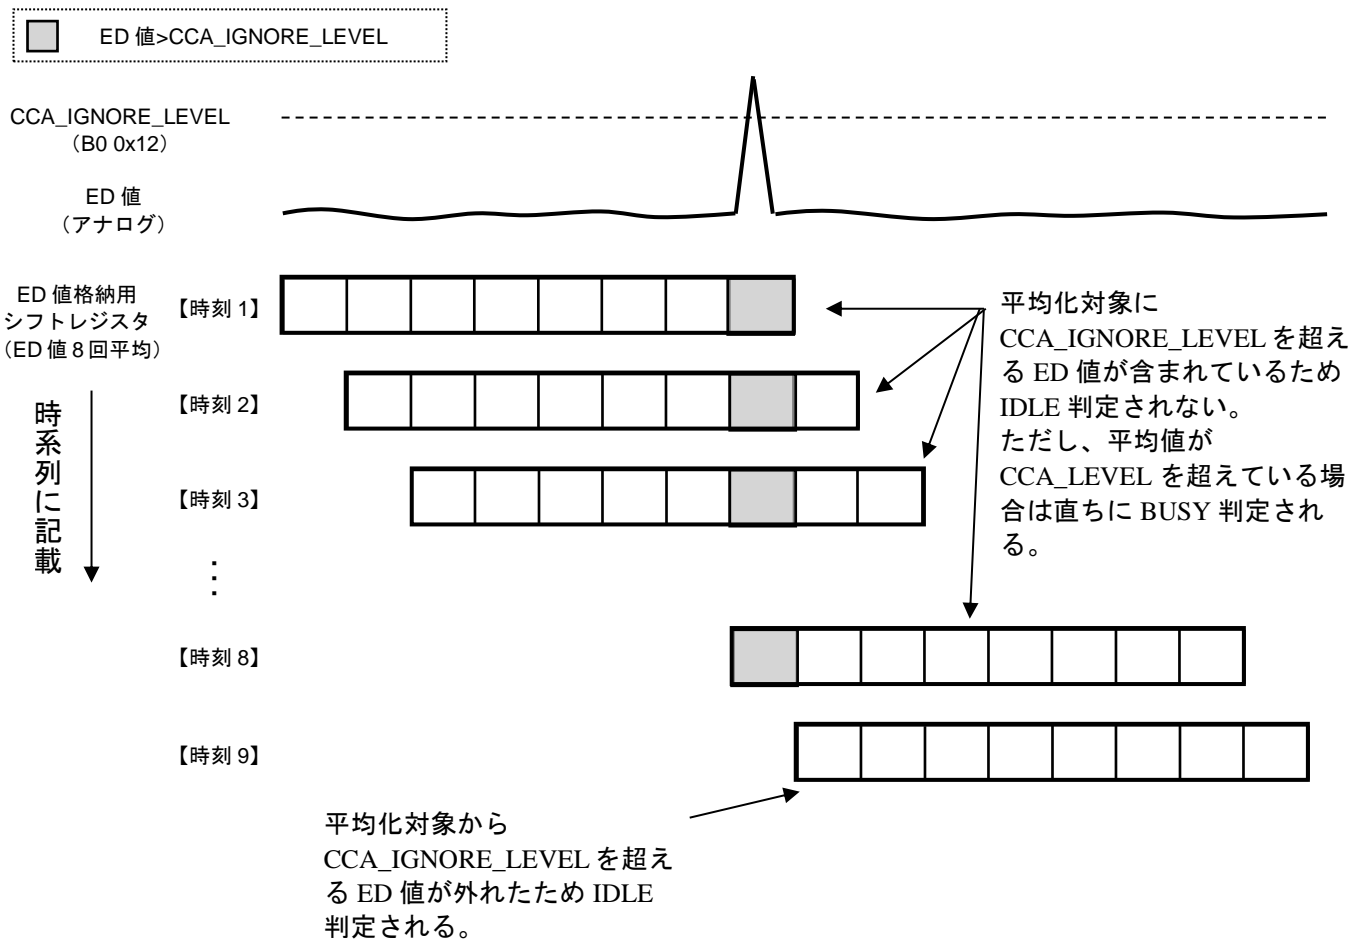 ED 値>CCA_IGNORE_LEVEL
CCA_IGNORE_LEVEL
（B0 0x12）
ED 値
（アナログ）
ED 値格納用
シフトレジスタ
（ED 値 8 回平均）
時系列に記載
【時刻 1】
【時刻 2】
【時刻 3】
⋮
【時刻 8】
【時刻 9】
平均化対象に
CCA_IGNORE_LEVEL を超え
る ED 値が含まれているため
IDLE 判定されない。
ただし、平均値が
CCA_LEVEL を超えている場
合は直ちに BUSY 判定され
る。
平均化対象から
CCA_IGNORE_LEVEL を超え
る ED 値が外れたため IDLE
判定される。